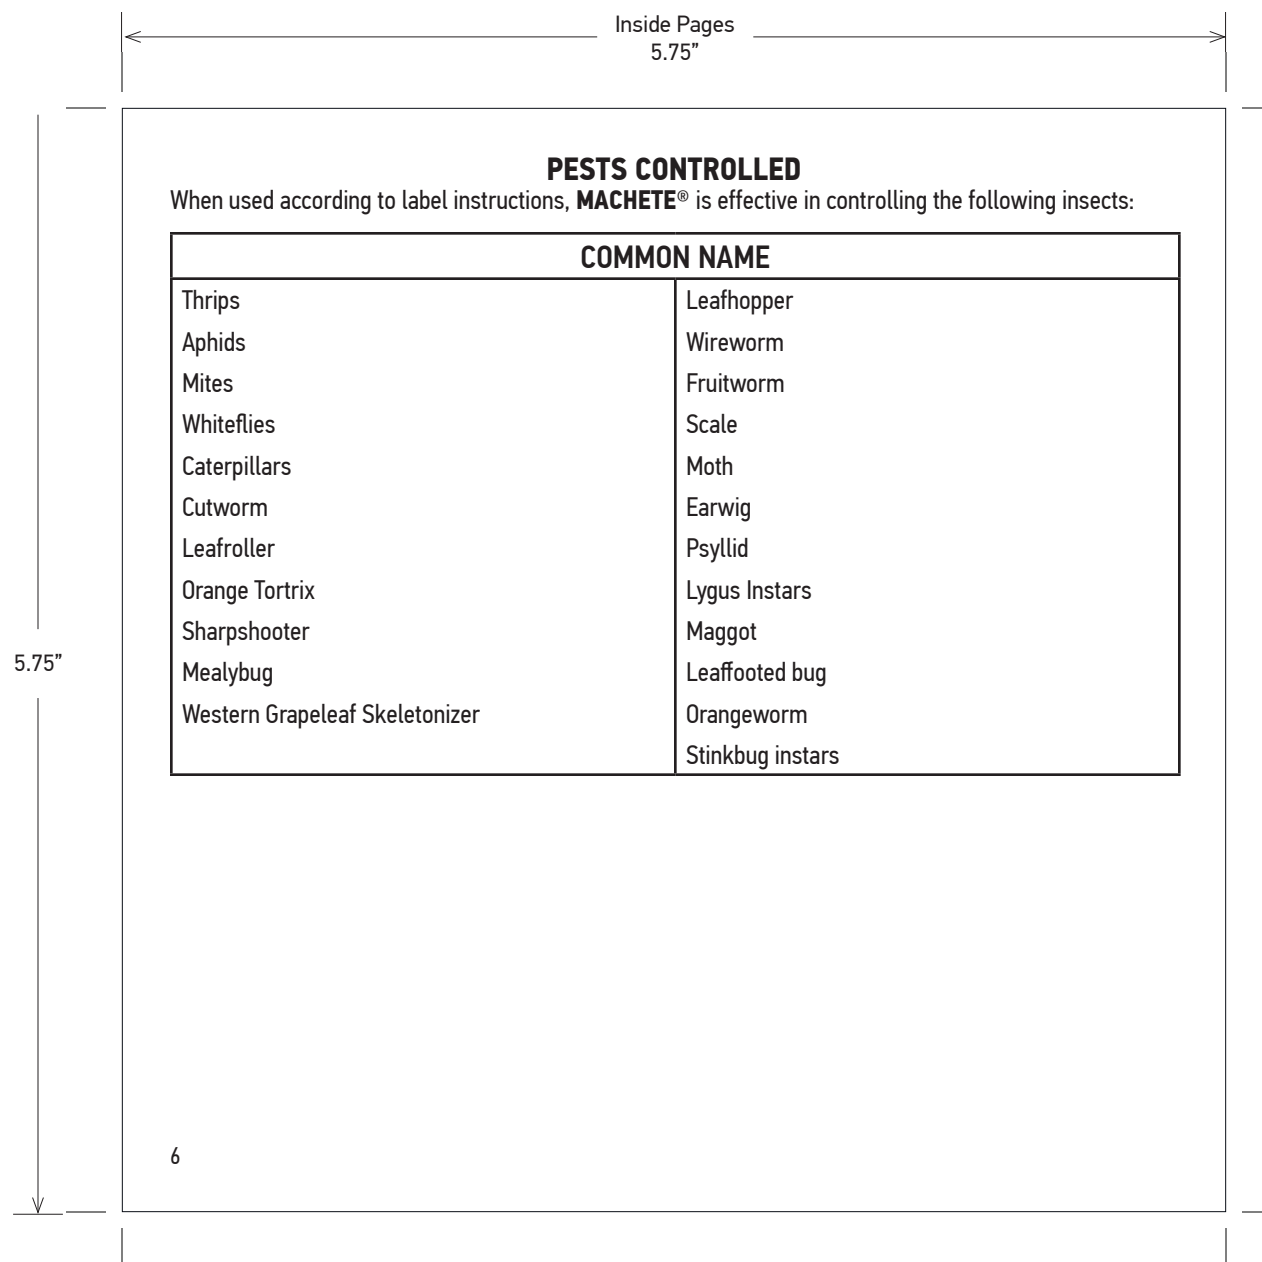 Inside Pages
5.75”
PESTS CONTROLLED
When used according to label instructions, MACHETE® is effective in controlling the following insects:
COMMON NAME
Thrips
Aphids
Mites
Whiteflies
Caterpillars
Cutworm
Leafroller
Orange Tortrix
Sharpshooter
Mealybug
Western Grapeleaf Skeletonizer
Leafhopper
Wireworm
Fruitworm
Scale
Moth
Earwig
Psyllid
Lygus Instars
Maggot
Leaffooted bug
Orangeworm
Stinkbug instars
5.75”
6